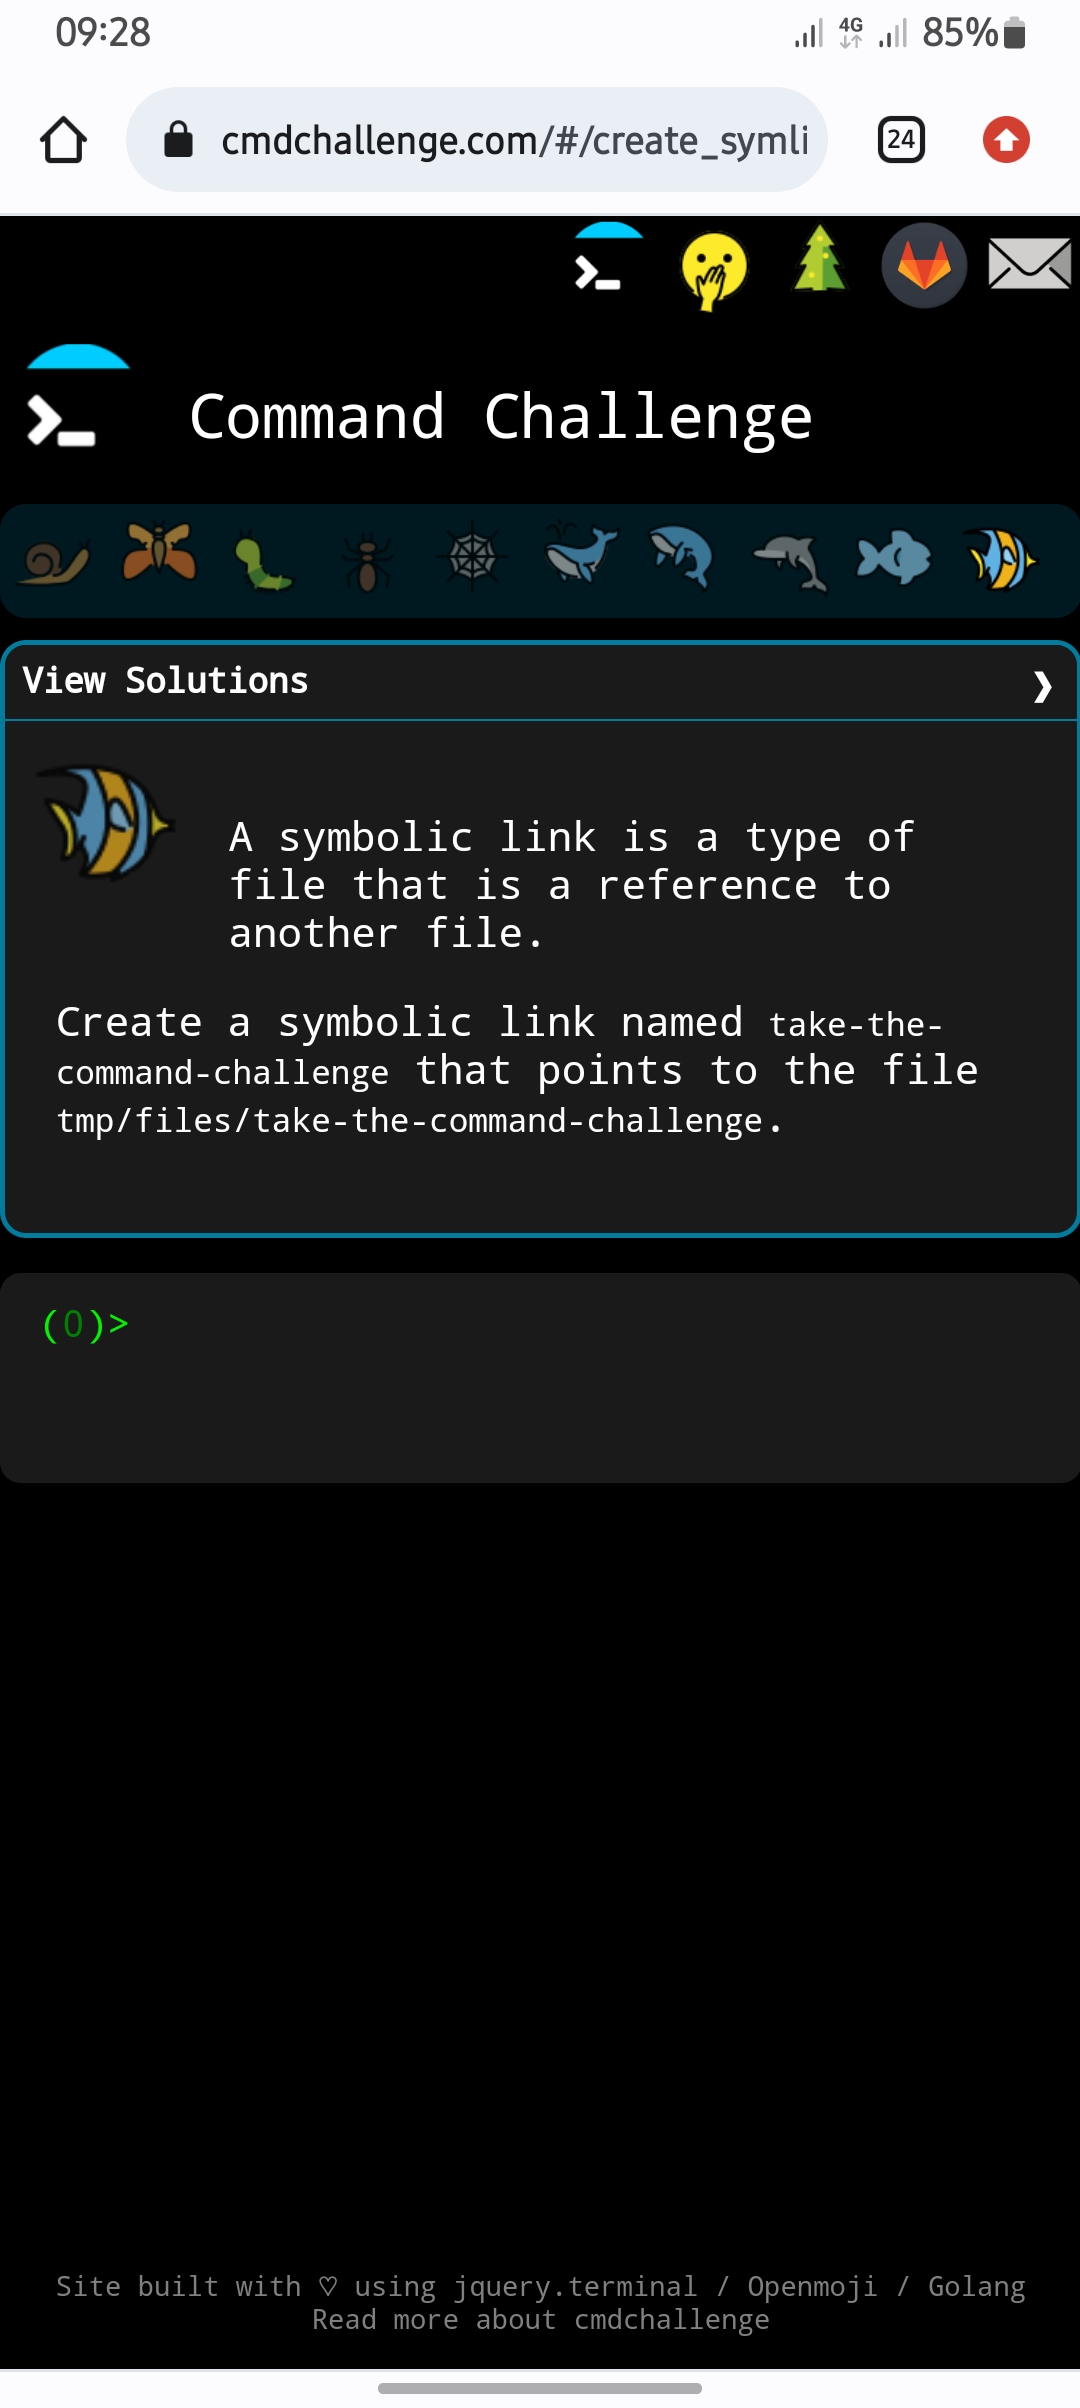 09:28
4G
85%
cmdchallenge.com/#/create_symli
24
Command Challenge
View Solutions
A symbolic link is a type of
file that is a reference to
another file.
Create a symbolic link named take-the-
command-challenge that points to the file
tmp/files/take-the-command-challenge.
(0)>
Site built with ♡ using jquery.terminal / Openmoji / Golang
Read more about cmdchallenge